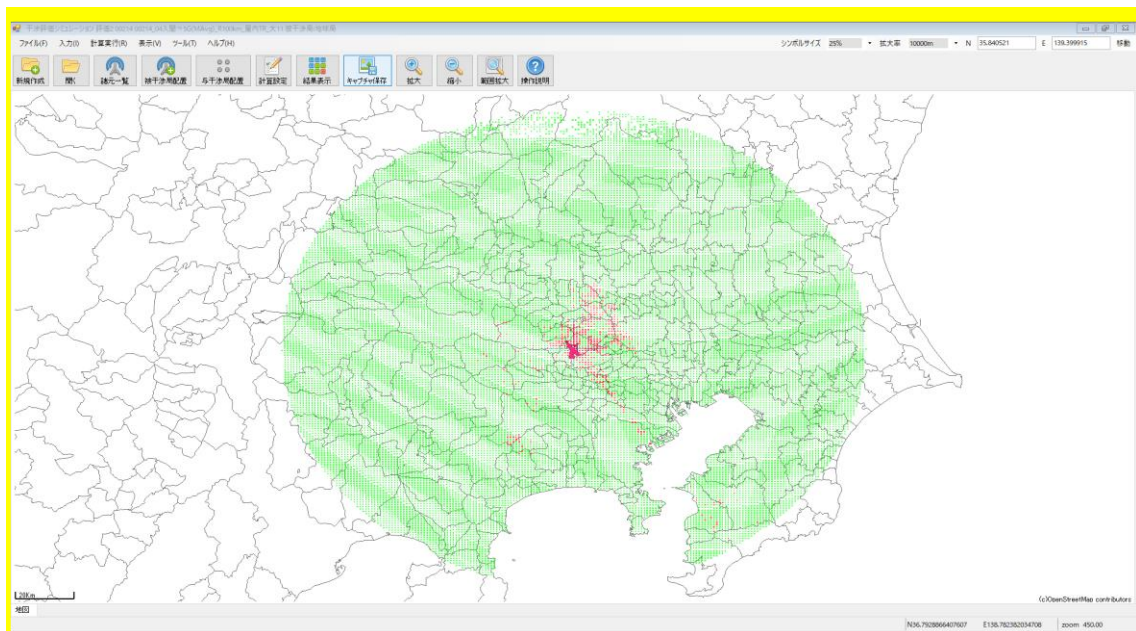 ファイル(F) 入力(I) 計算実行(R) 表示(V) ツール(T) ヘルプ(H) シンボルサイズ 25% 拡大率 10000m N 35.840521 E 139.399915 移動
新規作成 開く 諸元一覧 被干渉局配置 与干渉局配置 計算設定 結果表示 キャプチャ保存 拡大 縮小 範囲拡大 操作説明
20Km
(c)OpenStreetMap contributors
地図
N36.7928866407607 E138.782382034708 zoom 450.00